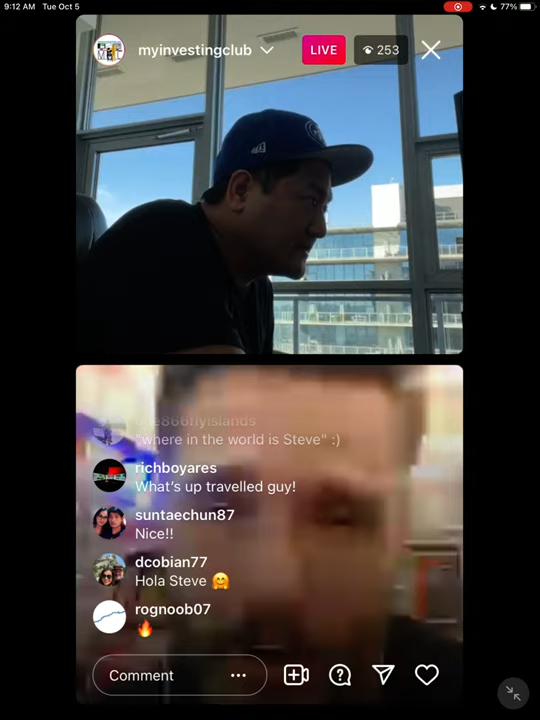 9:12 AM Tue Oct 5
77%
myinvestingclub
LIVE
253
"where in the world is Steve" :)
richboyares
What's up travelled guy!
suntaechun87
Nice!!
dcobian77
Hola Steve 🤗
rognoob07
🔥
Comment